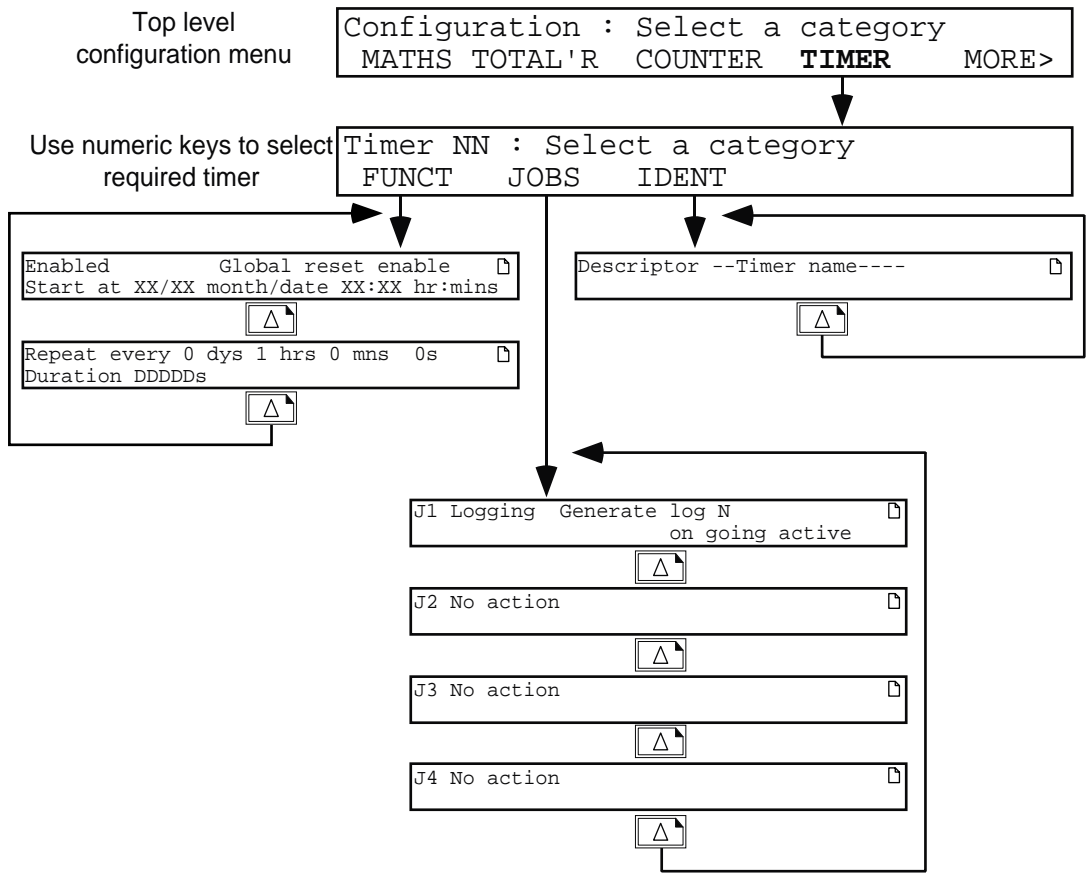 Top level
configuration menu
Configuration : Select a category
MATHS TOTAL'R COUNTER TIMER MORE>
Use numeric keys to select
required timer
Timer NN : Select a category
FUNCT JOBS IDENT
Enabled Global reset enable
Start at XX/XX month/date XX:XX hr:mins
Repeat every 0 dys 1 hrs 0 mns 0s
Duration DDDDDs
Descriptor --Timer name----
J1 Logging Generate log N
on going active
J2 No action
J3 No action
J4 No action